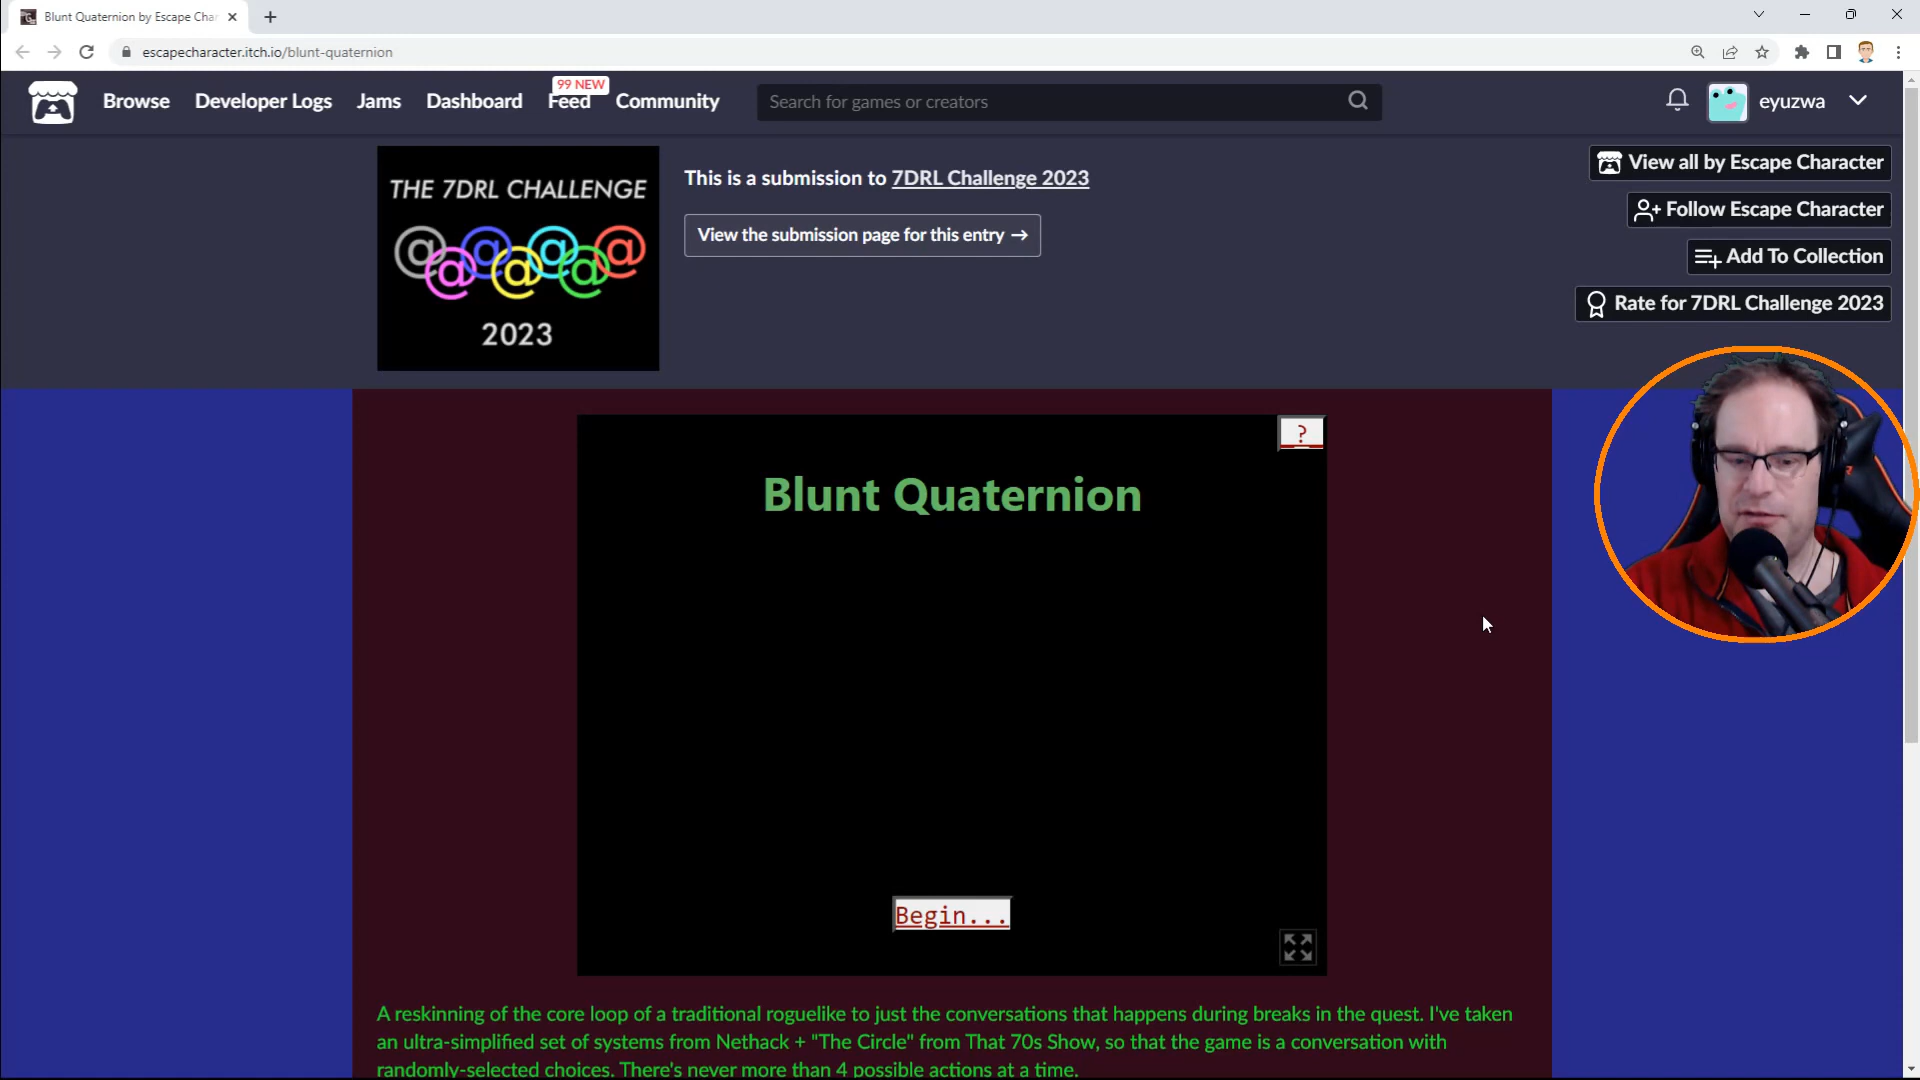 Blunt Quaternion by Escape Char
escapecharacter.itch.io/blunt-quaternion
99 NEW
Browse Developer Logs Jams Dashboard Feed Community Search for games or creators eyuzwa
THE 7DRL CHALLENGE
@@@@@@@
2023
This is a submission to 7DRL Challenge 2023
View the submission page for this entry →
View all by Escape Character
Follow Escape Character
Add To Collection
Rate for 7DRL Challenge 2023
?
Blunt Quaternion
Begin...
A reskinning of the core loop of a traditional roguelike to just the conversations that happens during breaks in the quest. I've taken
an ultra-simplified set of systems from Nethack + "The Circle" from That 70s Show, so that the game is a conversation with
randomly-selected choices. There's never more than 4 possible actions at a time.